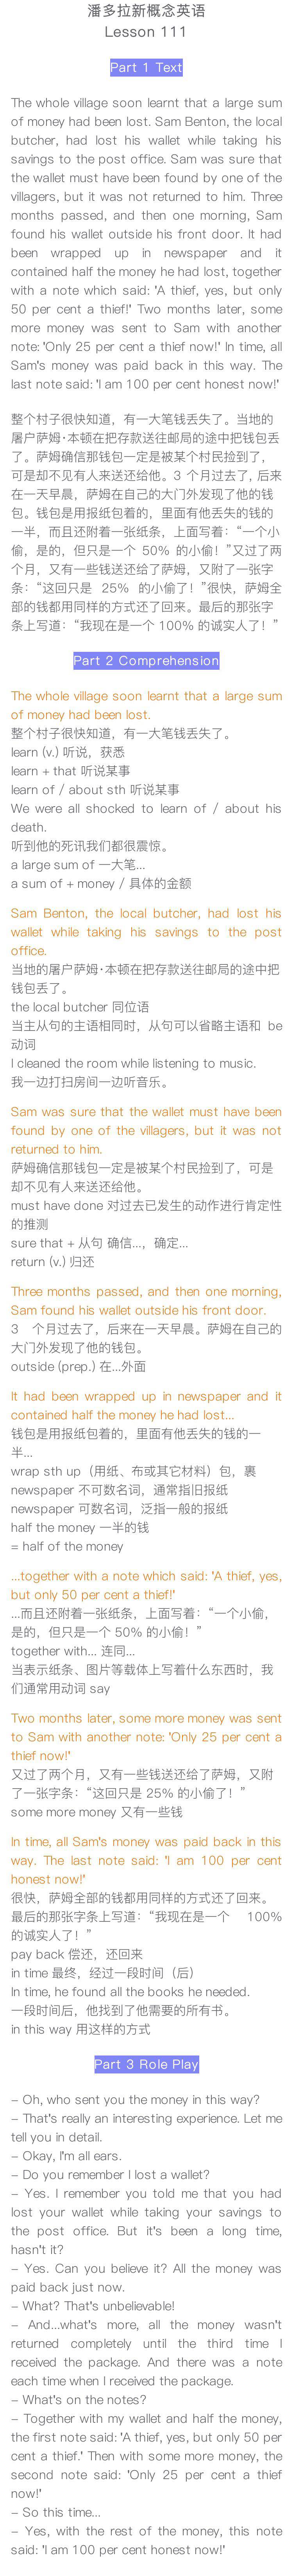 潘多拉新概念英语
Lesson 111
Part 1 Text
The whole village soon learnt that a large sum
of money had been lost. Sam Benton, the local
butcher, had lost his wallet while taking his
savings to the post office. Sam was sure that
the wallet must have been found by one of the
villagers, but it was not returned to him. Three
months passed, and then one morning, Sam
found his wallet outside his front door. It had
been wrapped up in newspaper and it
contained half the money he had lost, together
with a note which said: 'A thief, yes, but only
50 per cent a thief!' Two months later, some
more money was sent to Sam with another
note: 'Only 25 per cent a thief now!' In time, all
Sam's money was paid back in this way. The
last note said: 'I am 100 per cent honest now!'
整个村子很快知道，有一大笔钱丢失了。当地的
屠户萨姆·本顿在把存款送往邮局的途中把钱包丢
了。萨姆确信那钱包一定是被某个村民捡到了，
可是却不见有人来送还给他。3 个月过去了, 后来
在一天早晨，萨姆在自己的大门外发现了他的钱
包。钱包是用报纸包着的，里面有他丢失的钱的
一半，而且还附着一张纸条，上面写着：“一个小
偷，是的，但只是一个 50% 的小偷！”又过了两
个月，又有一些钱送还给了萨姆，又附了一张字
条：“这回只是 25% 的小偷了！”很快，萨姆全
部的钱都用同样的方式还了回来。最后的那张字
条上写道：“我现在是一个 100% 的诚实人了！”
Part 2 Comprehension
The whole village soon learnt that a large sum
of money had been lost.
整个村子很快知道，有一大笔钱丢失了。
learn (v.) 听说，获悉
learn + that 听说某事
learn of / about sth 听说某事
We were all shocked to learn of / about his
death.
听到他的死讯我们都很震惊。
a large sum of 一大笔...
a sum of + money / 具体的金额
Sam Benton, the local butcher, had lost his
wallet while taking his savings to the post
office.
当地的屠户萨姆·本顿在把存款送往邮局的途中把
钱包丢了。
the local butcher 同位语
当主从句的主语相同时，从句可以省略主语和 be
动词
I cleaned the room while listening to music.
我一边打扫房间一边听音乐。
Sam was sure that the wallet must have been
found by one of the villagers, but it was not
returned to him.
萨姆确信那钱包一定是被某个村民捡到了，可是
却不见有人来送还给他。
must have done 对过去已发生的动作进行肯定性
的推测
sure that + 从句 确信...，确定...
return (v.) 归还
Three months passed, and then one morning,
Sam found his wallet outside his front door.
3 个月过去了，后来在一天早晨。萨姆在自己的
大门外发现了他的钱包。
outside (prep.) 在...外面
It had been wrapped up in newspaper and it
contained half the money he had lost...
钱包是用报纸包着的，里面有他丢失的钱的一
半...
wrap sth up（用纸、布或其它材料）包，裹
newspaper 不可数名词，通常指旧报纸
newspaper 可数名词，泛指一般的报纸
half the money 一半的钱
= half of the money
...together with a note which said: 'A thief, yes,
but only 50 per cent a thief!'
...而且还附着一张纸条，上面写着：“一个小偷，
是的，但只是一个 50% 的小偷！”
together with... 连同...
当表示纸条、图片等载体上写着什么东西时，我
们通常用动词 say
Two months later, some more money was sent
to Sam with another note: 'Only 25 per cent a
thief now!'
又过了两个月，又有一些钱送还给了萨姆，又附
了一张字条：“这回只是 25% 的小偷了！”
some more money 又有一些钱
In time, all Sam's money was paid back in this
way. The last note said: 'I am 100 per cent
honest now!'
很快，萨姆全部的钱都用同样的方式还了回来。
最后的那张字条上写道：“我现在是一个 100%
的诚实人了！”
pay back 偿还，还回来
in time 最终，经过一段时间（后）
In time, he found all the books he needed.
一段时间后，他找到了他需要的所有书。
in this way 用这样的方式
Part 3 Role Play
– Oh, who sent you the money in this way?
– That's really an interesting experience. Let me
tell you in detail.
– Okay, I'm all ears.
– Do you remember I lost a wallet?
– Yes. I remember you told me that you had
lost your wallet while taking your savings to
the post office. But it's been a long time,
hasn't it?
– Yes. Can you believe it? All the money was
paid back just now.
– What? That's unbelievable!
– And...what's more, all the money wasn't
returned completely until the third time I
received the package. And there was a note
each time when I received the package.
– What's on the notes?
– Together with my wallet and half the money,
the first note said: 'A thief, yes, but only 50 per
cent a thief.' Then with some more money, the
second note said: 'Only 25 per cent a thief
now!'
– So this time...
– Yes, with the rest of the money, this note
said: 'I am 100 per cent honest now!'